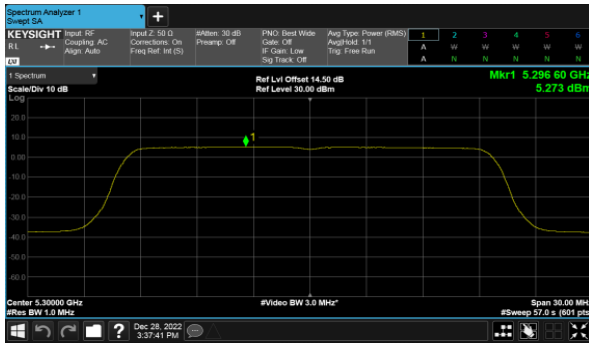 Spectrum Analyzer 1
Swept SA
+
KEYSIGHT
Input: RF
Input Z: 50 Ω
#Atten: 30 dB
PNO: Best Wide
Avg Type: Power (RMS)
1 2 3 4 5 6
RL
Coupling: AC
Corrections: On
Preamp: Off
Gate: Off
Avg|Hold: 1/1
A W W W W W
Align: Auto
Freq Ref: Int (S)
IF Gain: Low
Trig: Free Run
Sig Track: Off
A N N N N N
LXI
1 Spectrum
Ref Lvl Offset 14.50 dB
Mkr1 5.296 60 GHz
Scale/Div 10 dB
Ref Level 30.00 dBm
5.273 dBm
Log
20.0
10.0
1
0.00
-10.0
-20.0
-30.0
-40.0
-50.0
-60.0
Center 5.30000 GHz
#Video BW 3.0 MHz*
Span 30.00 MHz
#Res BW 1.0 MHz
#Sweep 57.0 s (601 pts)
?
Dec 28, 2022
3:37:41 PM